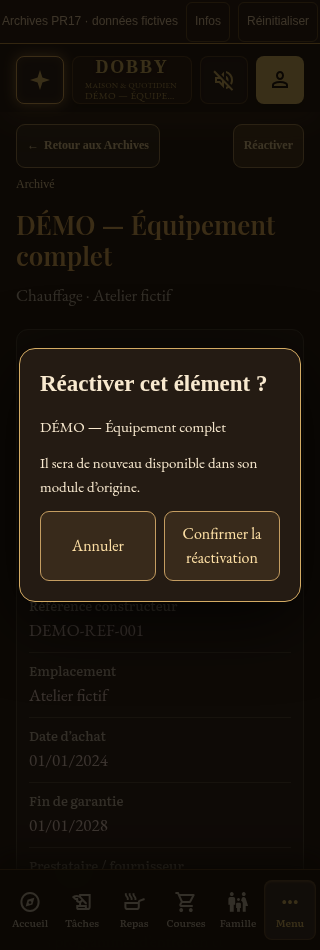 Archives PR17 · données fictives
Infos
Réinitialiser
DOBBY
MAISON & QUOTIDIEN
DÉMO — ÉQUIPE…
← Retour aux Archives
Réactiver
Archivé
DÉMO — Équipement
complet
Chauffage · Atelier fictif
Réactiver cet élément ?
DÉMO — Équipement complet
Il sera de nouveau disponible dans son
module d’origine.
Annuler
Confirmer la
réactivation
Référence constructeur
DEMO-REF-001
Emplacement
Atelier fictif
Date d’achat
01/01/2024
Fin de garantie
01/01/2028
Prestataire / fournisseur
Accueil
Tâches
Repas
Courses
Famille
Menu